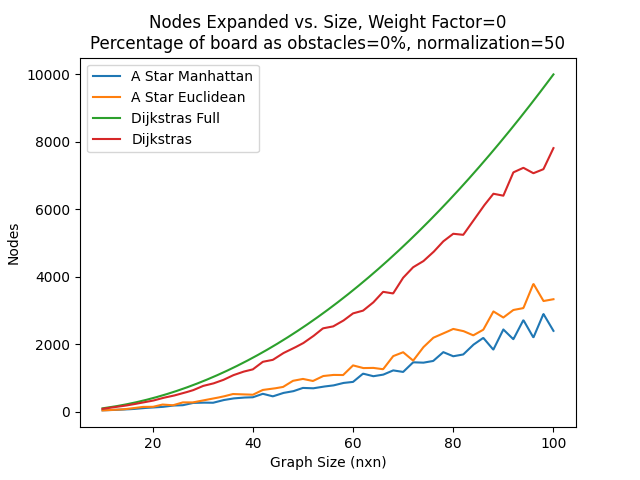 Nodes Expanded vs. Size, Weight Factor=0
Percentage of board as obstacles=0%, normalization=50
A Star Manhattan
A Star Euclidean
Dijkstras Full
Dijkstras
10000
8000
6000
4000
2000
0
Nodes
20
40
60
80
100
Graph Size (nxn)